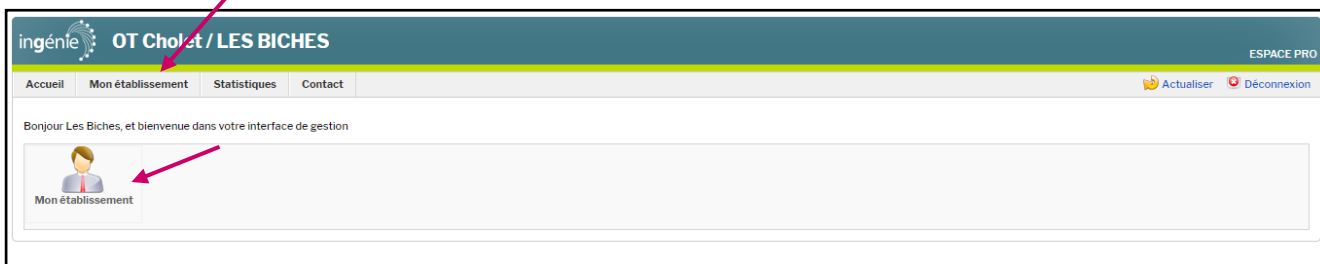 ingénie OT Cholet / LES BICHES
ESPACE PRO
Accueil Mon établissement Statistiques Contact Actualiser Déconnexion
Bonjour Les Biches, et bienvenue dans votre interface de gestion
Mon établissement